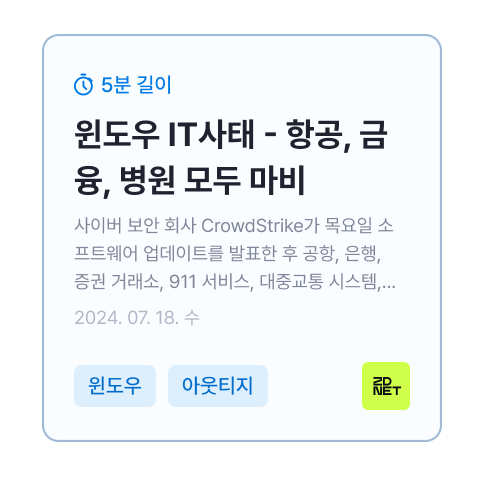 5분 길이
윈도우 IT사태 - 항공, 금
융, 병원 모두 마비
사이버 보안 회사 CrowdStrike가 목요일 소
프트웨어 업데이트를 발표한 후 공항, 은행,
증권 거래소, 911 서비스, 대중교통 시스템,...
2024. 07. 18. 수
윈도우 아웃티지
ZD
NET